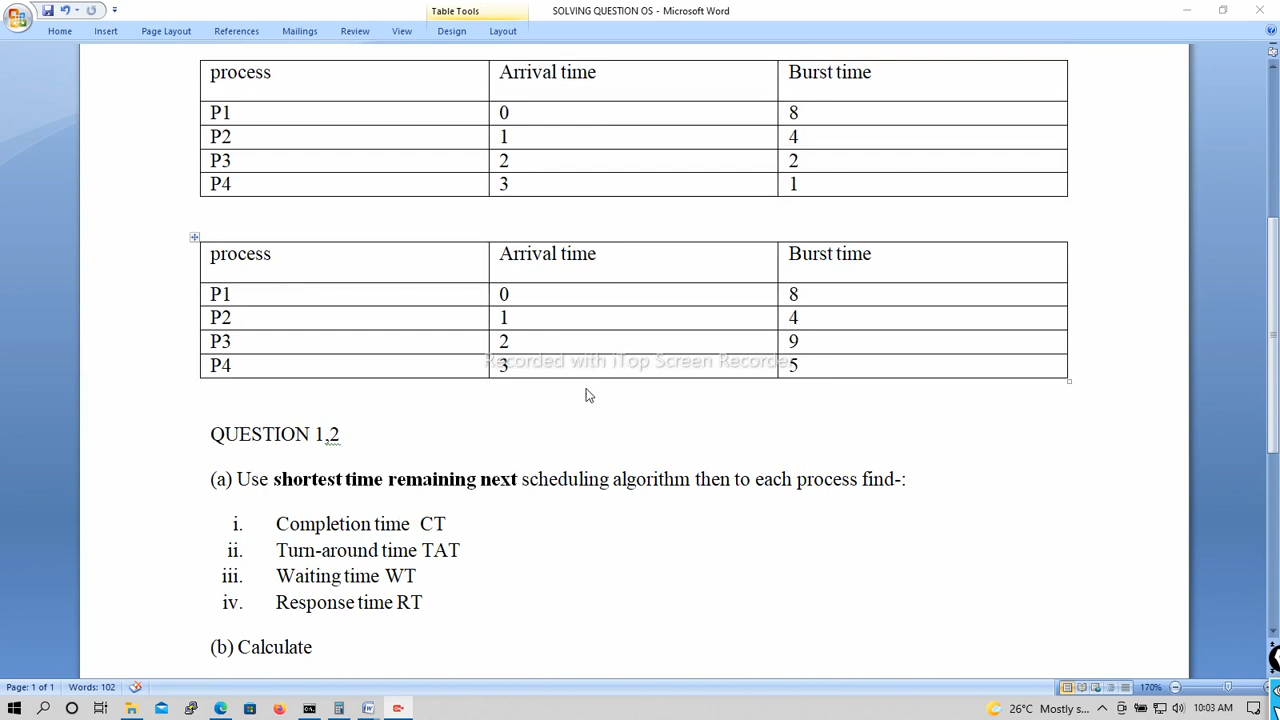 Table Tools
SOLVING QUESTION OS - Microsoft Word
Home Insert Page Layout References Mailings Review View Design Layout
process Arrival time Burst time
P1 0 8
P2 1 4
P3 2 2
P4 3 1
process Arrival time Burst time
P1 0 8
P2 1 4
P3 2 9
Recorded with iTop Screen Recorder
P4 3 5
QUESTION 1,2
(a) Use shortest time remaining next scheduling algorithm then to each process find-:
i. Completion time CT
ii. Turn-around time TAT
iii. Waiting time WT
iv. Response time RT
(b) Calculate
Page: 1 of 1 Words: 102 170%
26°C Mostly s... 10:03 AM